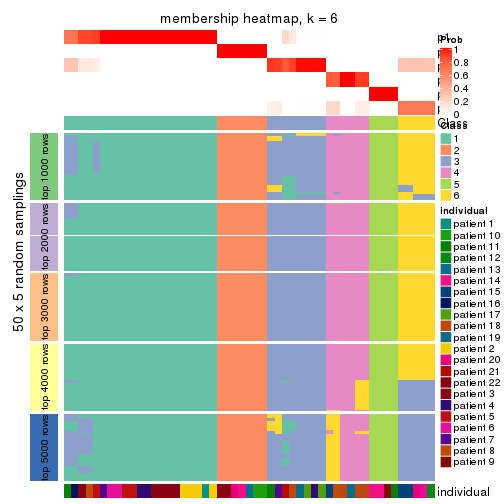 membership heatmap, k = 6
Prob
1
0.8
0.6
0.4
0.2
0
Class
Class
1
2
3
4
5
6
50 x 5 random samplings
top 1000 rows
top 2000 rows
top 3000 rows
top 4000 rows
top 5000 rows
individual
patient 1
patient 10
patient 11
patient 12
patient 13
patient 14
patient 15
patient 16
patient 17
patient 18
patient 19
patient 2
patient 20
patient 21
patient 22
patient 3
patient 4
patient 5
patient 6
patient 7
patient 8
patient 9
individual